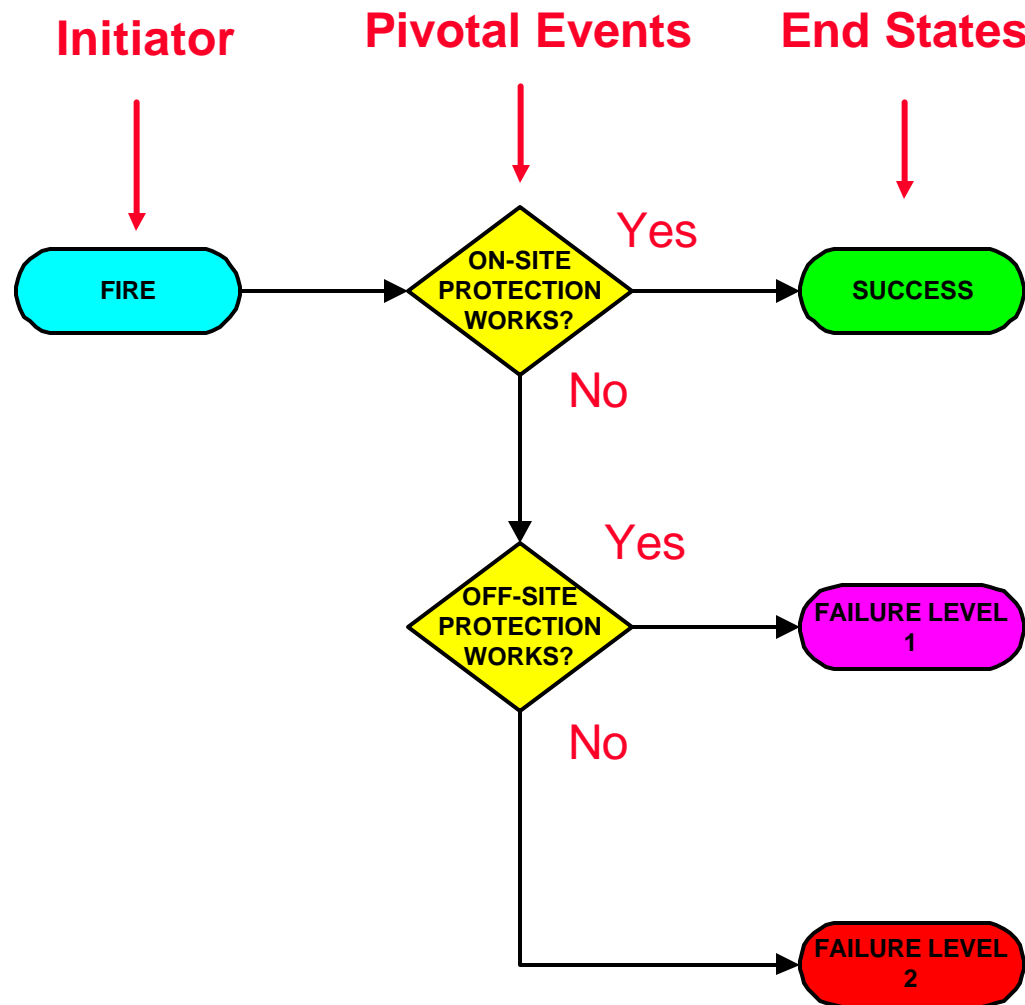 Initiator
Pivotal Events
End States
FIRE
ON-SITE
PROTECTION
WORKS?
Yes
SUCCESS
No
OFF-SITE
PROTECTION
WORKS?
Yes
FAILURE LEVEL
1
No
FAILURE LEVEL
2